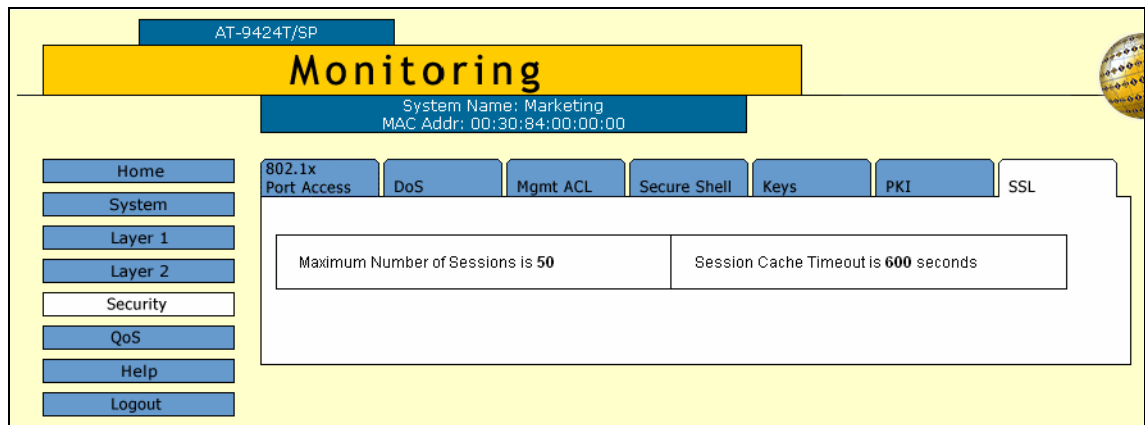 AT-9424T/SP
Monitoring
System Name: Marketing
MAC Addr: 00:30:84:00:00:00
Home
System
Layer 1
Layer 2
Security
QoS
Help
Logout
802.1x
Port Access
DoS
Mgmt ACL
Secure Shell
Keys
PKI
SSL
Maximum Number of Sessions is 50
Session Cache Timeout is 600 seconds